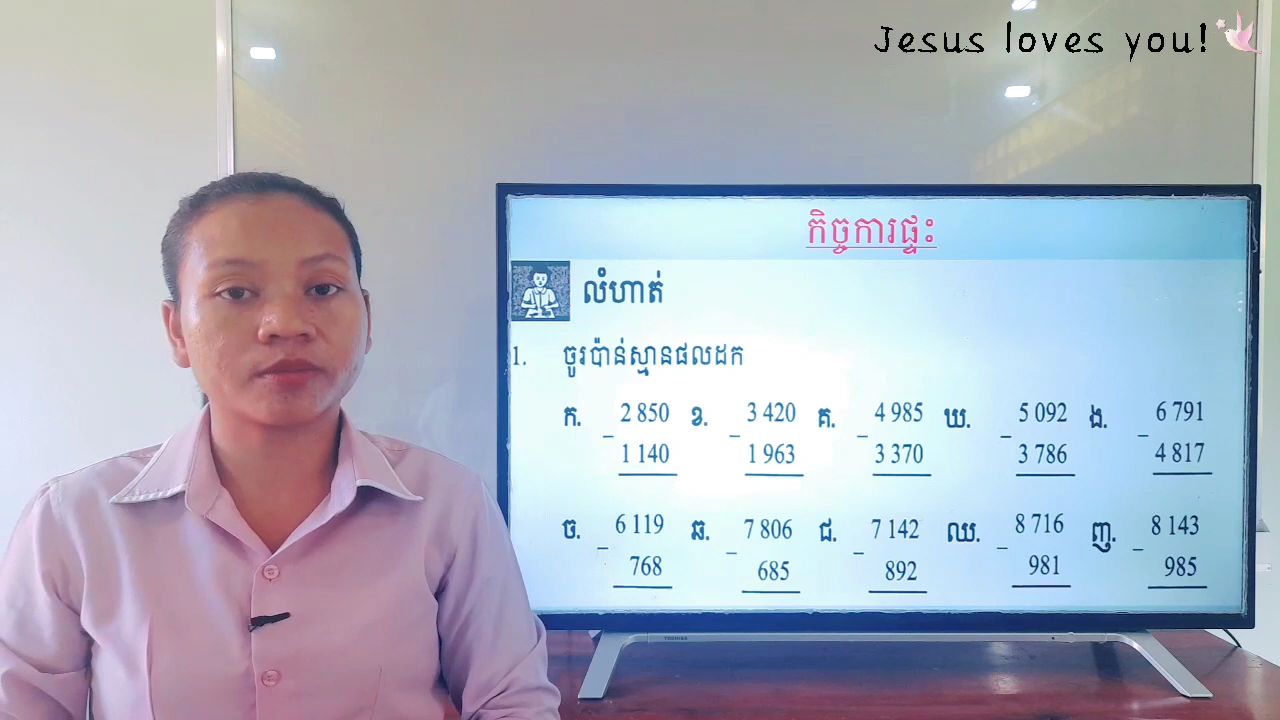 Jesus loves you!
កិច្ចការផ្ទះ
លំហាត់
1. ចូរប៉ាន់ស្មានផលដក
ក. 2 850 ខ. 3 420 គ. 4 985 ឃ. 5 092 ង. 6 791
- 1 140 - 1 963 - 3 370 - 3 786 - 4 817
ច. 6 119 ឆ. 7 806 ជ. 7 142 ឈ. 8 716 ញ. 8 143
- 768 - 685 - 892 - 981 - 985
TOSHIBA